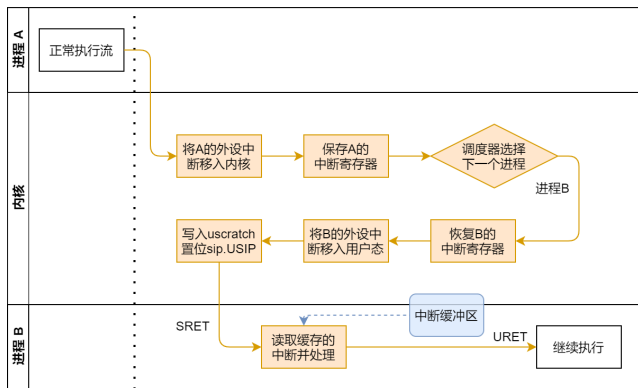 进程 A
正常执行流
内核
将A的外设中
断移入内核
保存A的
中断寄存器
调度器选择
下一个进程
进程B
写入uscratch
置位sip.USIP
将B的外设中
断移入用户态
恢复B的
中断寄存器
进程 B
SRET
中断缓冲区
读取缓存的
中断并处理
URET
继续执行